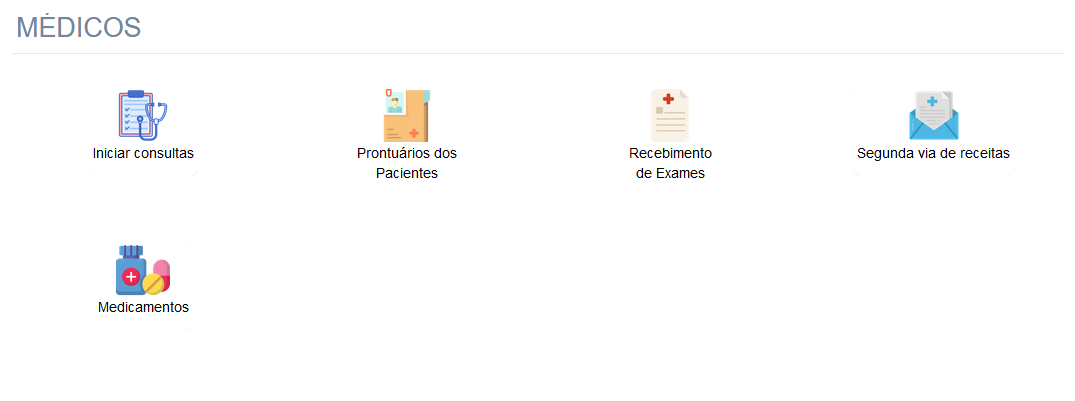 MÉDICOS
Iniciar consultas
Prontuários dos
Pacientes
Recebimento
de Exames
Segunda via de receitas
Medicamentos